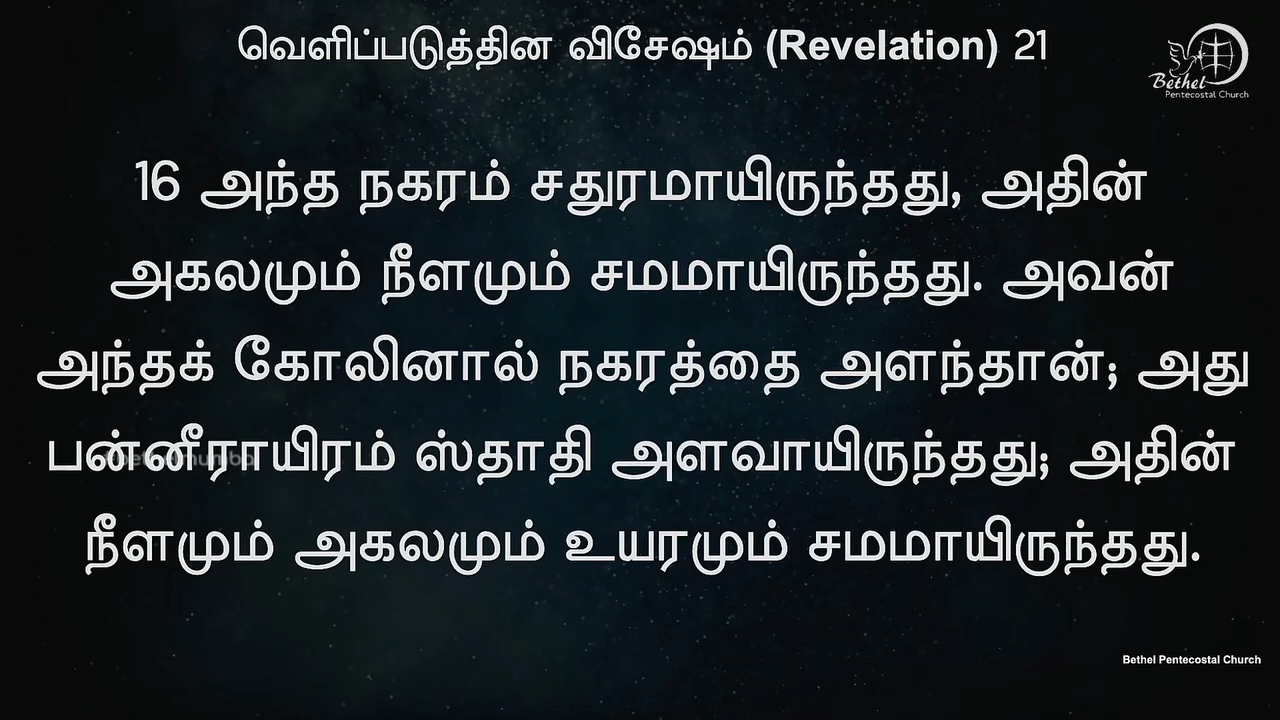 வெளிப்படுத்தின விசேஷம் (Revelation) 21
Bethel
Pentecostal Church
16 அந்த நகரம் சதுரமாயிருந்தது, அதின்
அகலமும் நீளமும் சமமாயிருந்தது. அவன்
அந்தக் கோலினால் நகரத்தை அளந்தான்; அது
பன்னீராயிரம் ஸ்தாதி அளவாயிருந்தது; அதின்
நீளமும் அகலமும் உயரமும் சமமாயிருந்தது.
Bethel Pentecostal Church